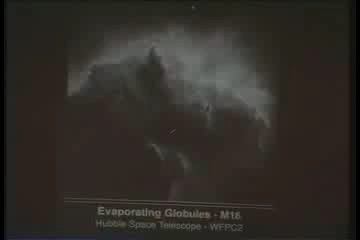 Evaporating Globules - M16
Hubble Space Telescope - WFPC2